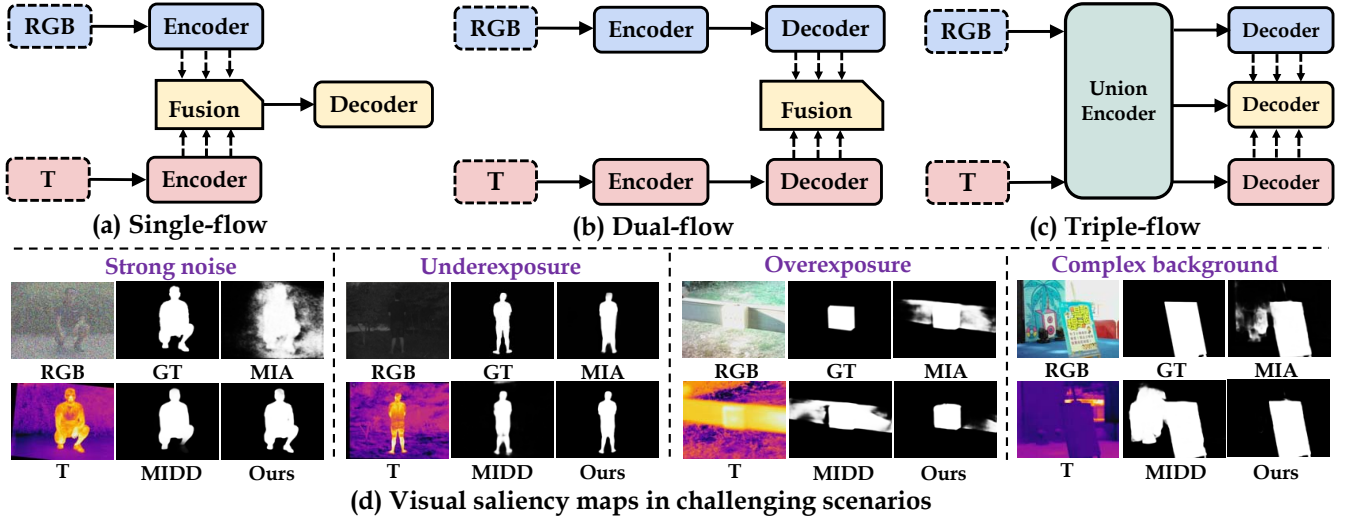 RGB
Encoder
Fusion
Decoder
T
Encoder
(a) Single-flow
RGB
Encoder
Decoder
Fusion
T
Encoder
Decoder
(b) Dual-flow
RGB
Union
Encoder
Decoder
Decoder
T
Decoder
(c) Triple-flow
Strong noise
RGB
GT
MIA
T
MIDD
Ours
Underexposure
RGB
GT
MIA
T
MIDD
Ours
Overexposure
RGB
GT
MIA
T
MIDD
Ours
Complex background
RGB
GT
MIA
T
MIDD
Ours
(d) Visual saliency maps in challenging scenarios